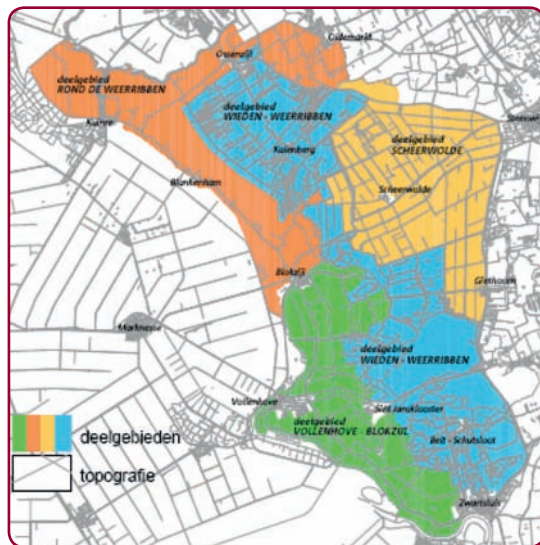 Oldemarkt
Ossenzijl
deelgebied
ROND DE WEERRIBBEN
deelgebied
WIEDEN - WEERRIBBEN
Kuinre
Kalenberg
deelgebied
SCHEERWOLDE
Scheerwolde
Blankenham
Blokzijl
Giethoorn
Marknesse
deelgebied
WIEDEN - WEERRIBBEN
Vollenhove
Sint Jansklooster
deelgebied
VOLLENHOVE - BLOKZIJL
Belt - Schutsloot
Zwartsluis
deelgebieden
topografie